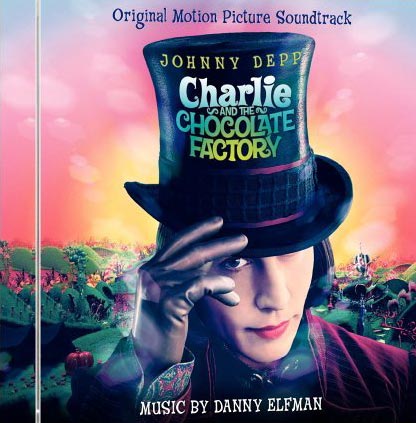 Original Motion Picture Soundtrack
JOHNNY DEPP
Charlie
AND THE
CHOCOLATE
FACTORY
MUSIC BY DANNY ELFMAN